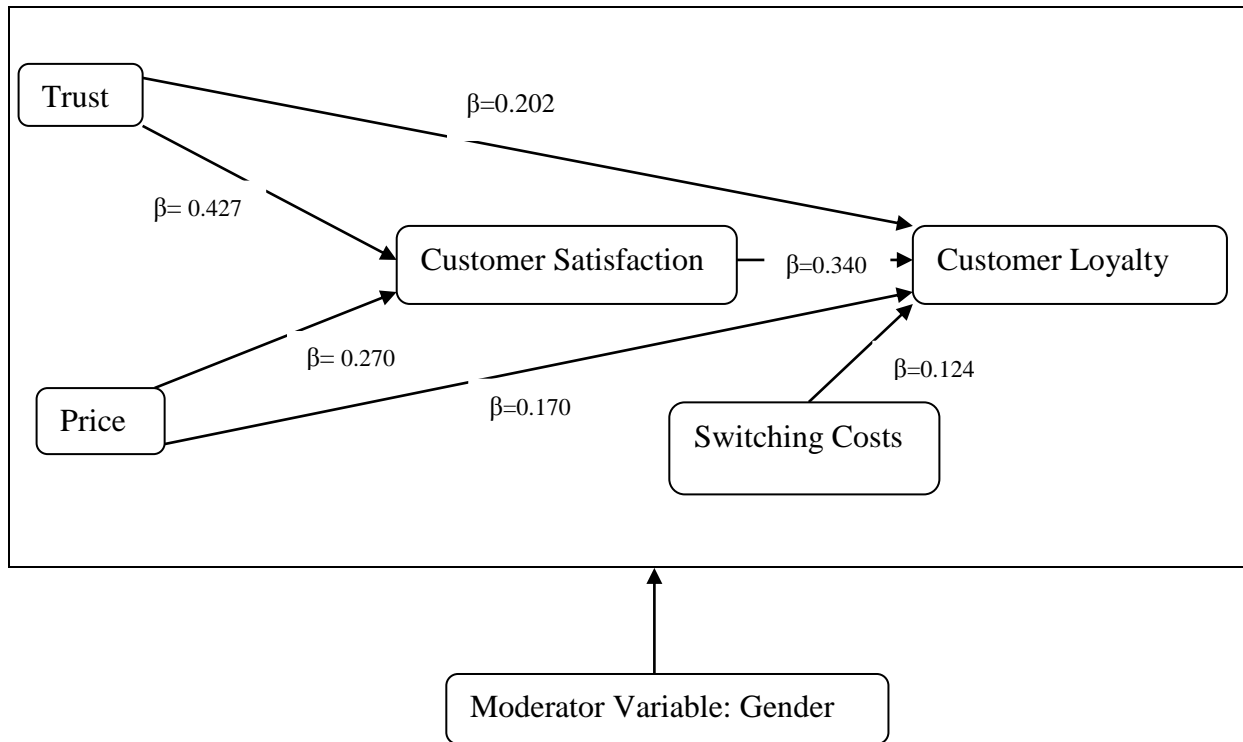 Trust
β=0.202
β= 0.427
Customer Satisfaction
β=0.340
Customer Loyalty
β= 0.270
β=0.124
Price
β=0.170
Switching Costs
Moderator Variable: Gender